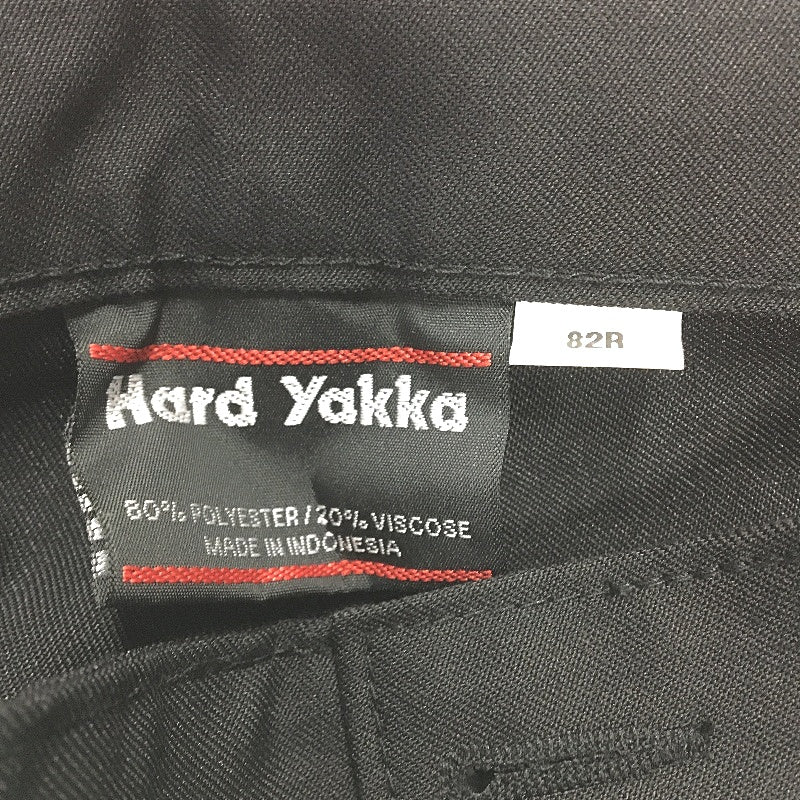 82R
Hard Yakka
80% POLYESTER / 20% VISCOSE
MADE IN INDONESIA